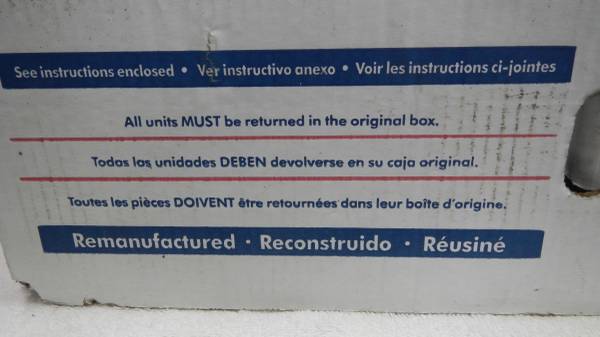 See instructions enclosed • Ver instructivo anexo • Voir les instructions ci-jointes
All units MUST be returned in the original box.
Todas las unidades DEBEN devolverse en su caja original.
Toutes les pièces DOIVENT être retournées dans leur boîte d'origine.
Remanufactured · Reconstruido · Réusiné